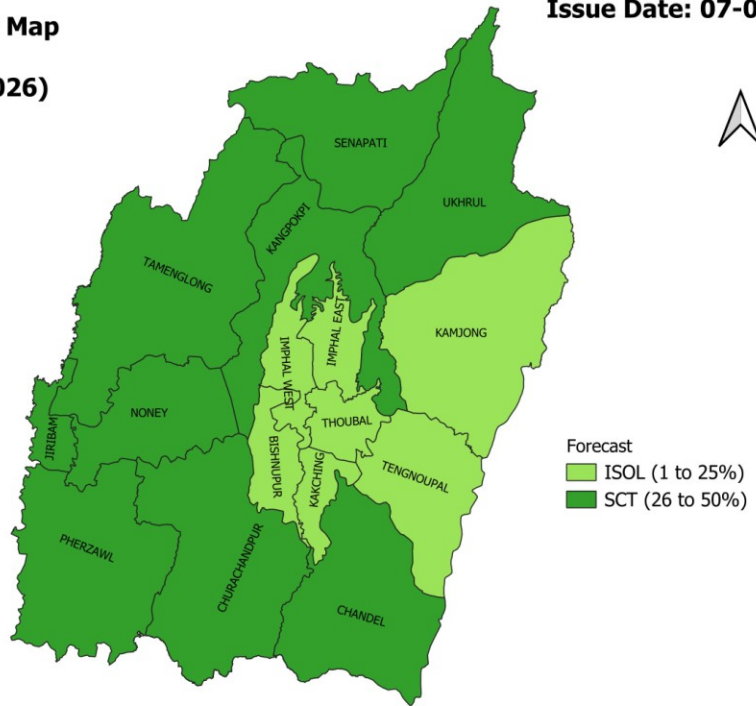 Map
Issue Date: 07-0
026)
SENAPATI
UKHRUL
KANGPOKPI
TAMENGLONG
KAMJONG
IMPHAL EAST
IMPHAL WEST
NONEY
THOUBAL
JIRIBAM
BISHNUPUR
KAKCHING
TENGNOUPAL
Forecast
ISOL (1 to 25%)
SCT (26 to 50%)
PHERZAWL
CHURACHANDPUR
CHANDEL